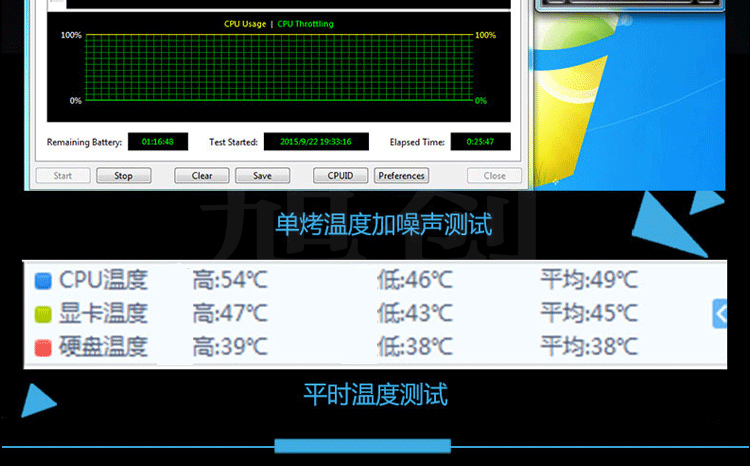 CPU Usage | CPU Throttling
100% 100%
0% 0%
Remaining Battery: 01:16:48 Test Started: 2015/9/22 19:33:16 Elapsed Time: 0:25:47
Start Stop Clear Save CPUID Preferences Close
单烤温度加噪声测试
旭创
CPU温度 高:54℃ 低:46℃ 平均:49℃
显卡温度 高:47℃ 低:43℃ 平均:45℃
硬盘温度 高:39℃ 低:38℃ 平均:38℃
平时温度测试